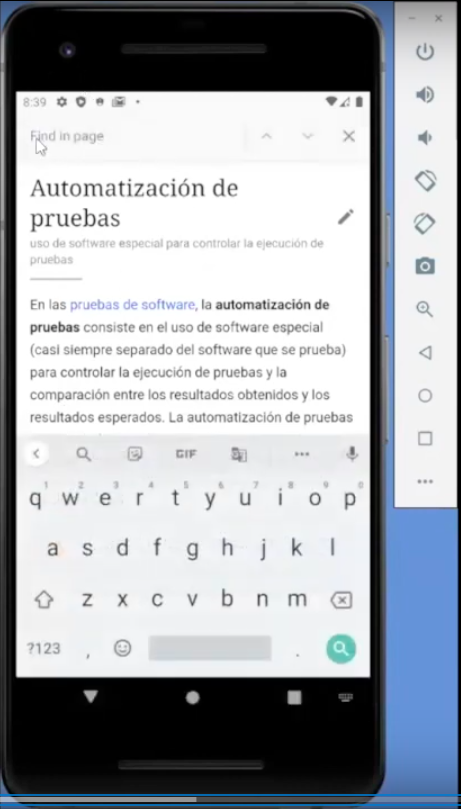 8:39
Find in page
Automatización de
pruebas
uso de software especial para controlar la ejecución de
pruebas
En las pruebas de software, la automatización de
pruebas consiste en el uso de software especial
(casi siempre separado del software que se prueba)
para controlar la ejecución de pruebas y la
comparación entre los resultados obtenidos y los
resultados esperados. La automatización de pruebas
GIF
1 2 3 4 5 6 7 8 9 0
q w e r t y u i o p
a s d f g h j k l
z x c v b n m
?123 , .